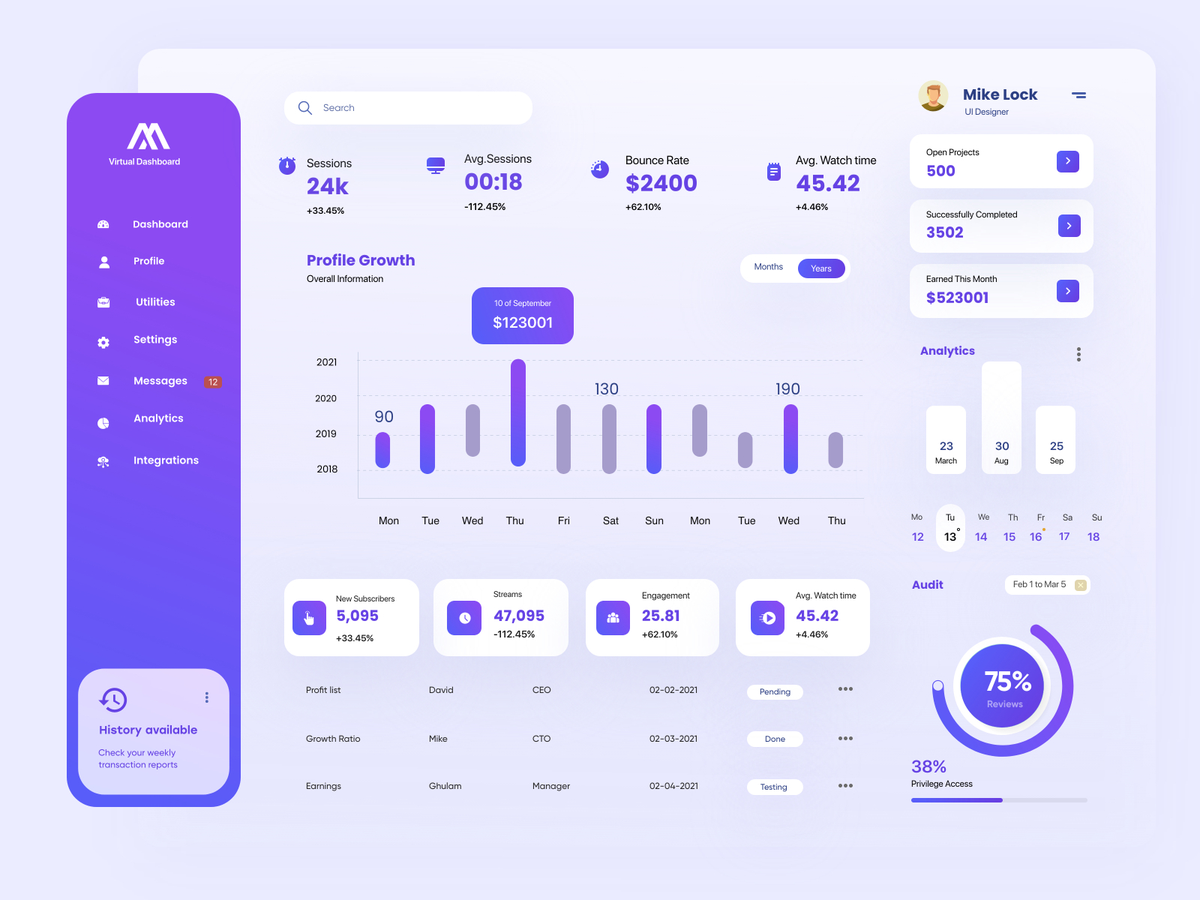 Virtual Dashboard
Dashboard
Profile
Utilities
Settings
Messages 12
Analytics
Integrations
History available
Check your weekly
transaction reports
Search
Sessions
24k
+33.45%
Avg.Sessions
00:18
-112.45%
Bounce Rate
$2400
+62.10%
Avg. Watch time
45.42
+4.46%
Profile Growth
Overall Information
Months Years
10 of September
$123001
2021
2020
2019
2018
90
130
190
Mon Tue Wed Thu Fri Sat Sun Mon Tue Wed Thu
New Subscribers
5,095
+33.45%
Streams
47,095
-112.45%
Engagement
25.81
+62.10%
Avg. Watch time
45.42
+4.46%
Profit list David CEO 02-02-2021 Pending
Growth Ratio Mike CTO 02-03-2021 Done
Earnings Ghulam Manager 02-04-2021 Testing
Mike Lock
UI Designer
Open Projects
500
Successfully Completed
3502
Earned This Month
$523001
Analytics
23
March
30
Aug
25
Sep
Mo Tu We Th Fr Sa Su
12 13 14 15 16 17 18
Audit
Feb 1 to Mar 5
75%
Reviews
38%
Privilege Access